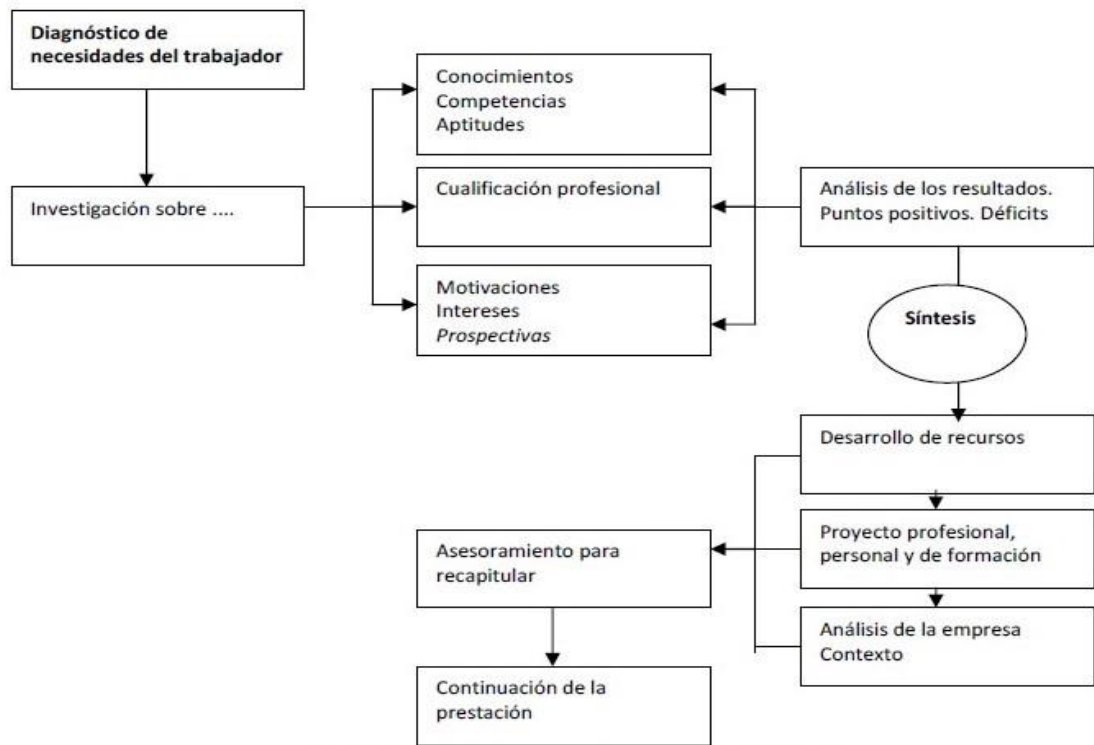 Diagnóstico de
necesidades del trabajador
Investigación sobre ....
Conocimientos
Competencias
Aptitudes
Cualificación profesional
Motivaciones
Intereses
Prospectivas
Análisis de los resultados.
Puntos positivos. Déficits
Síntesis
Desarrollo de recursos
Proyecto profesional,
personal y de formación
Análisis de la empresa
Contexto
Asesoramiento para
recapitular
Continuación de la
prestación